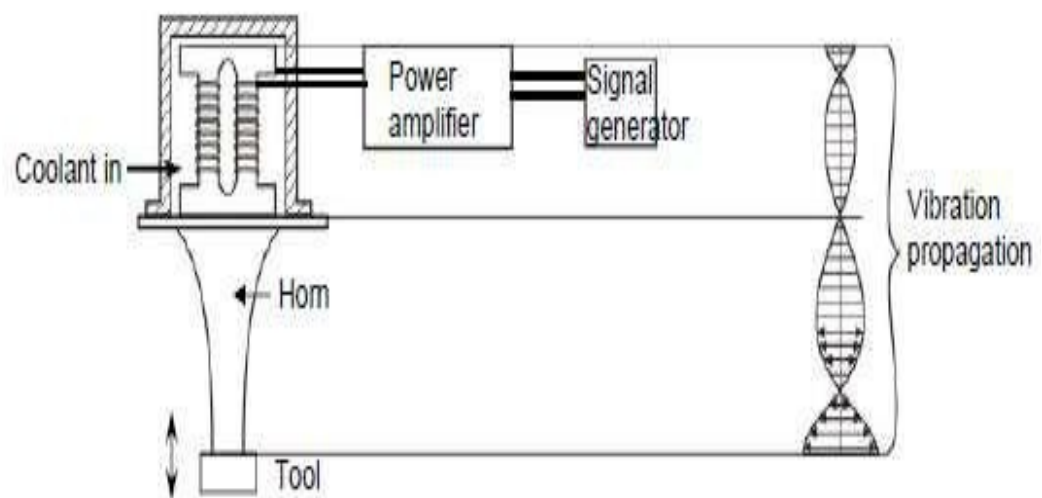 Power
amplifier
Signal
generator
Coolant in
Vibration
propagation
Horn
Tool